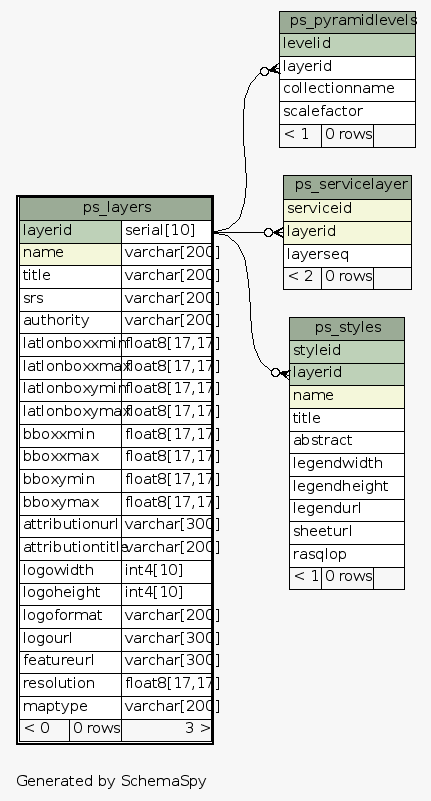 ps_pyramidlevels
levelid
layerid
collectionname
scalefactor
< 1 0 rows
ps_servicelayer
serviceid
layerid
layerseq
< 2 0 rows
ps_layers
layerid serial[10]
name varchar[200]
title varchar[200]
srs varchar[200]
authority varchar[200]
latlonboxxmin float8[17,17]
latlonboxxmax float8[17,17]
latlonboxymin float8[17,17]
latlonboxymax float8[17,17]
bboxxmin float8[17,17]
bboxxmax float8[17,17]
bboxymin float8[17,17]
bboxymax float8[17,17]
attributionurl varchar[300]
attributiontitle varchar[200]
logowidth int4[10]
logoheight int4[10]
logoformat varchar[200]
logourl varchar[300]
featureurl varchar[300]
resolution float8[17,17]
maptype varchar[200]
< 0 0 rows 3 >
ps_styles
styleid
layerid
name
title
abstract
legendwidth
legendheight
legendurl
sheeturl
rasqlop
< 1 0 rows
Generated by SchemaSpy